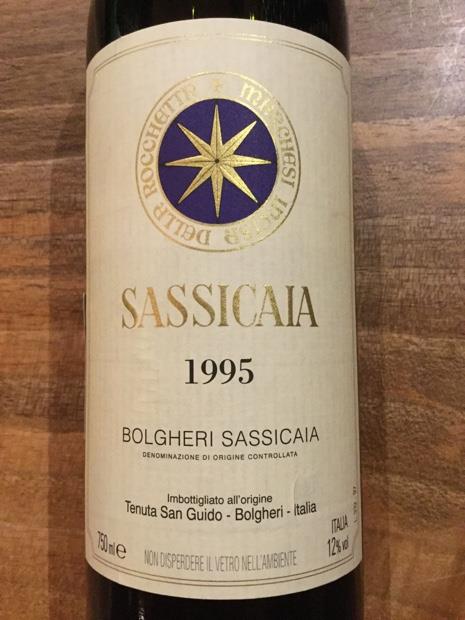 MARCHESI INCISA DELLA ROCCHETTA
SASSICAIA
1995
BOLGHERI SASSICAIA
DENOMINAZIONE DI ORIGINE CONTROLLATA
Imbottigliato all'origine
Tenuta San Guido - Bolgheri - Italia
750 ml e
ITALIA
12% vol
NON DISPERDERE IL VETRO NELL'AMBIENTE